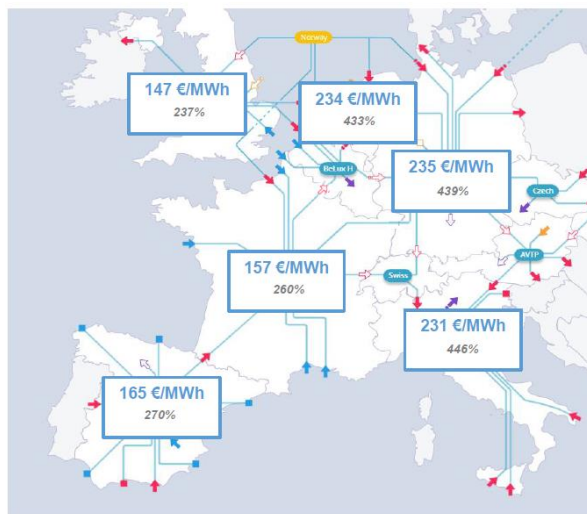 Norway
147 €/MWh
237%
234 €/MWh
433%
BeLux H
235 €/MWh
439%
Czech
AVTP
157 €/MWh
260%
Swiss
231 €/MWh
446%
165 €/MWh
270%